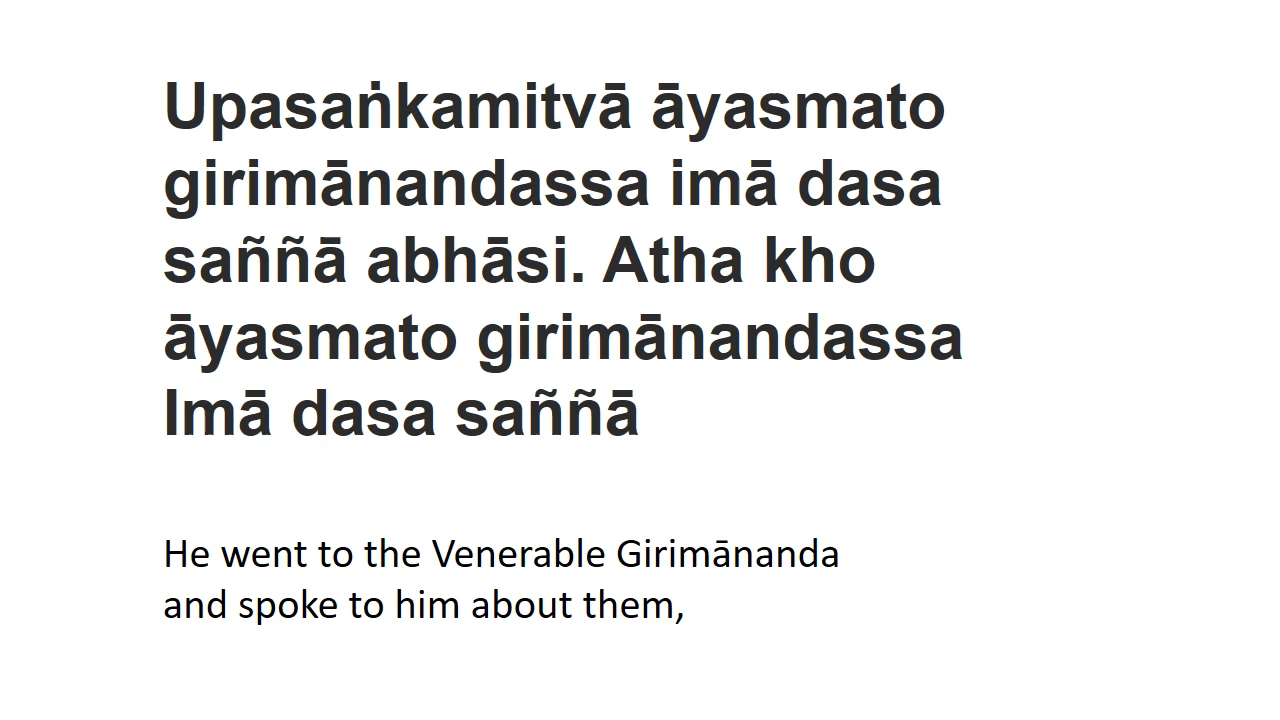 Upasaṅkamitvā āyasmato
girimānandassa imā dasa
saññā abhāsi. Atha kho
āyasmato girimānandassa
Imā dasa saññā
He went to the Venerable Girimānanda
and spoke to him about them,